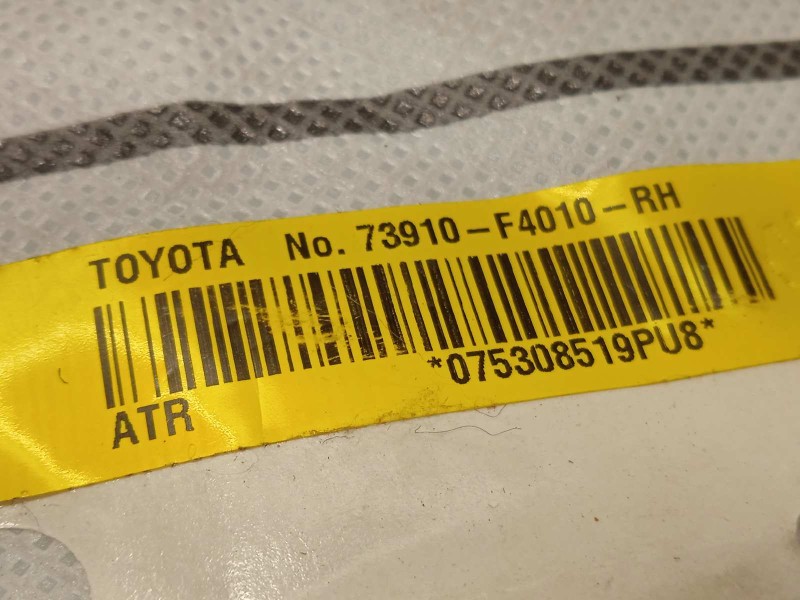 TOYOTA No. 73910-F4010-RH
*075308519PU8*
ATR